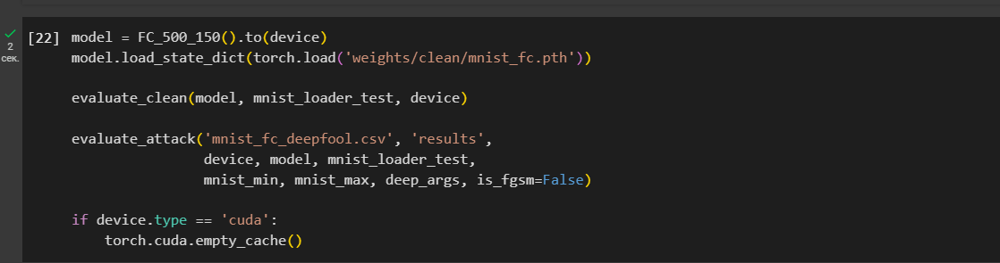 [22] model = FC_500_150().to(device)
2
model.load_state_dict(torch.load('weights/clean/mnist_fc.pth'))
сек.
evaluate_clean(model, mnist_loader_test, device)
evaluate_attack('mnist_fc_deepfool.csv', 'results',
device, model, mnist_loader_test,
mnist_min, mnist_max, deep_args, is_fgsm=False)
if device.type == 'cuda':
torch.cuda.empty_cache()